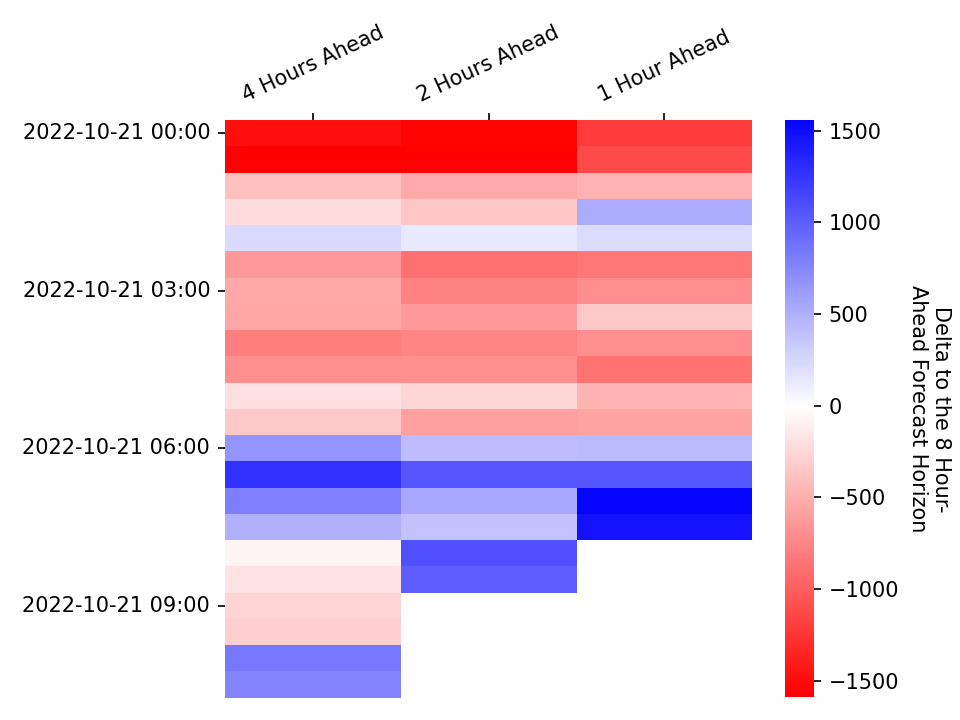 4 Hours Ahead
2 Hours Ahead
1 Hour Ahead
2022-10-21 00:00
2022-10-21 03:00
2022-10-21 06:00
2022-10-21 09:00
1500
1000
500
0
−500
−1000
−1500
Delta to the 8 Hour-
Ahead Forecast Horizon